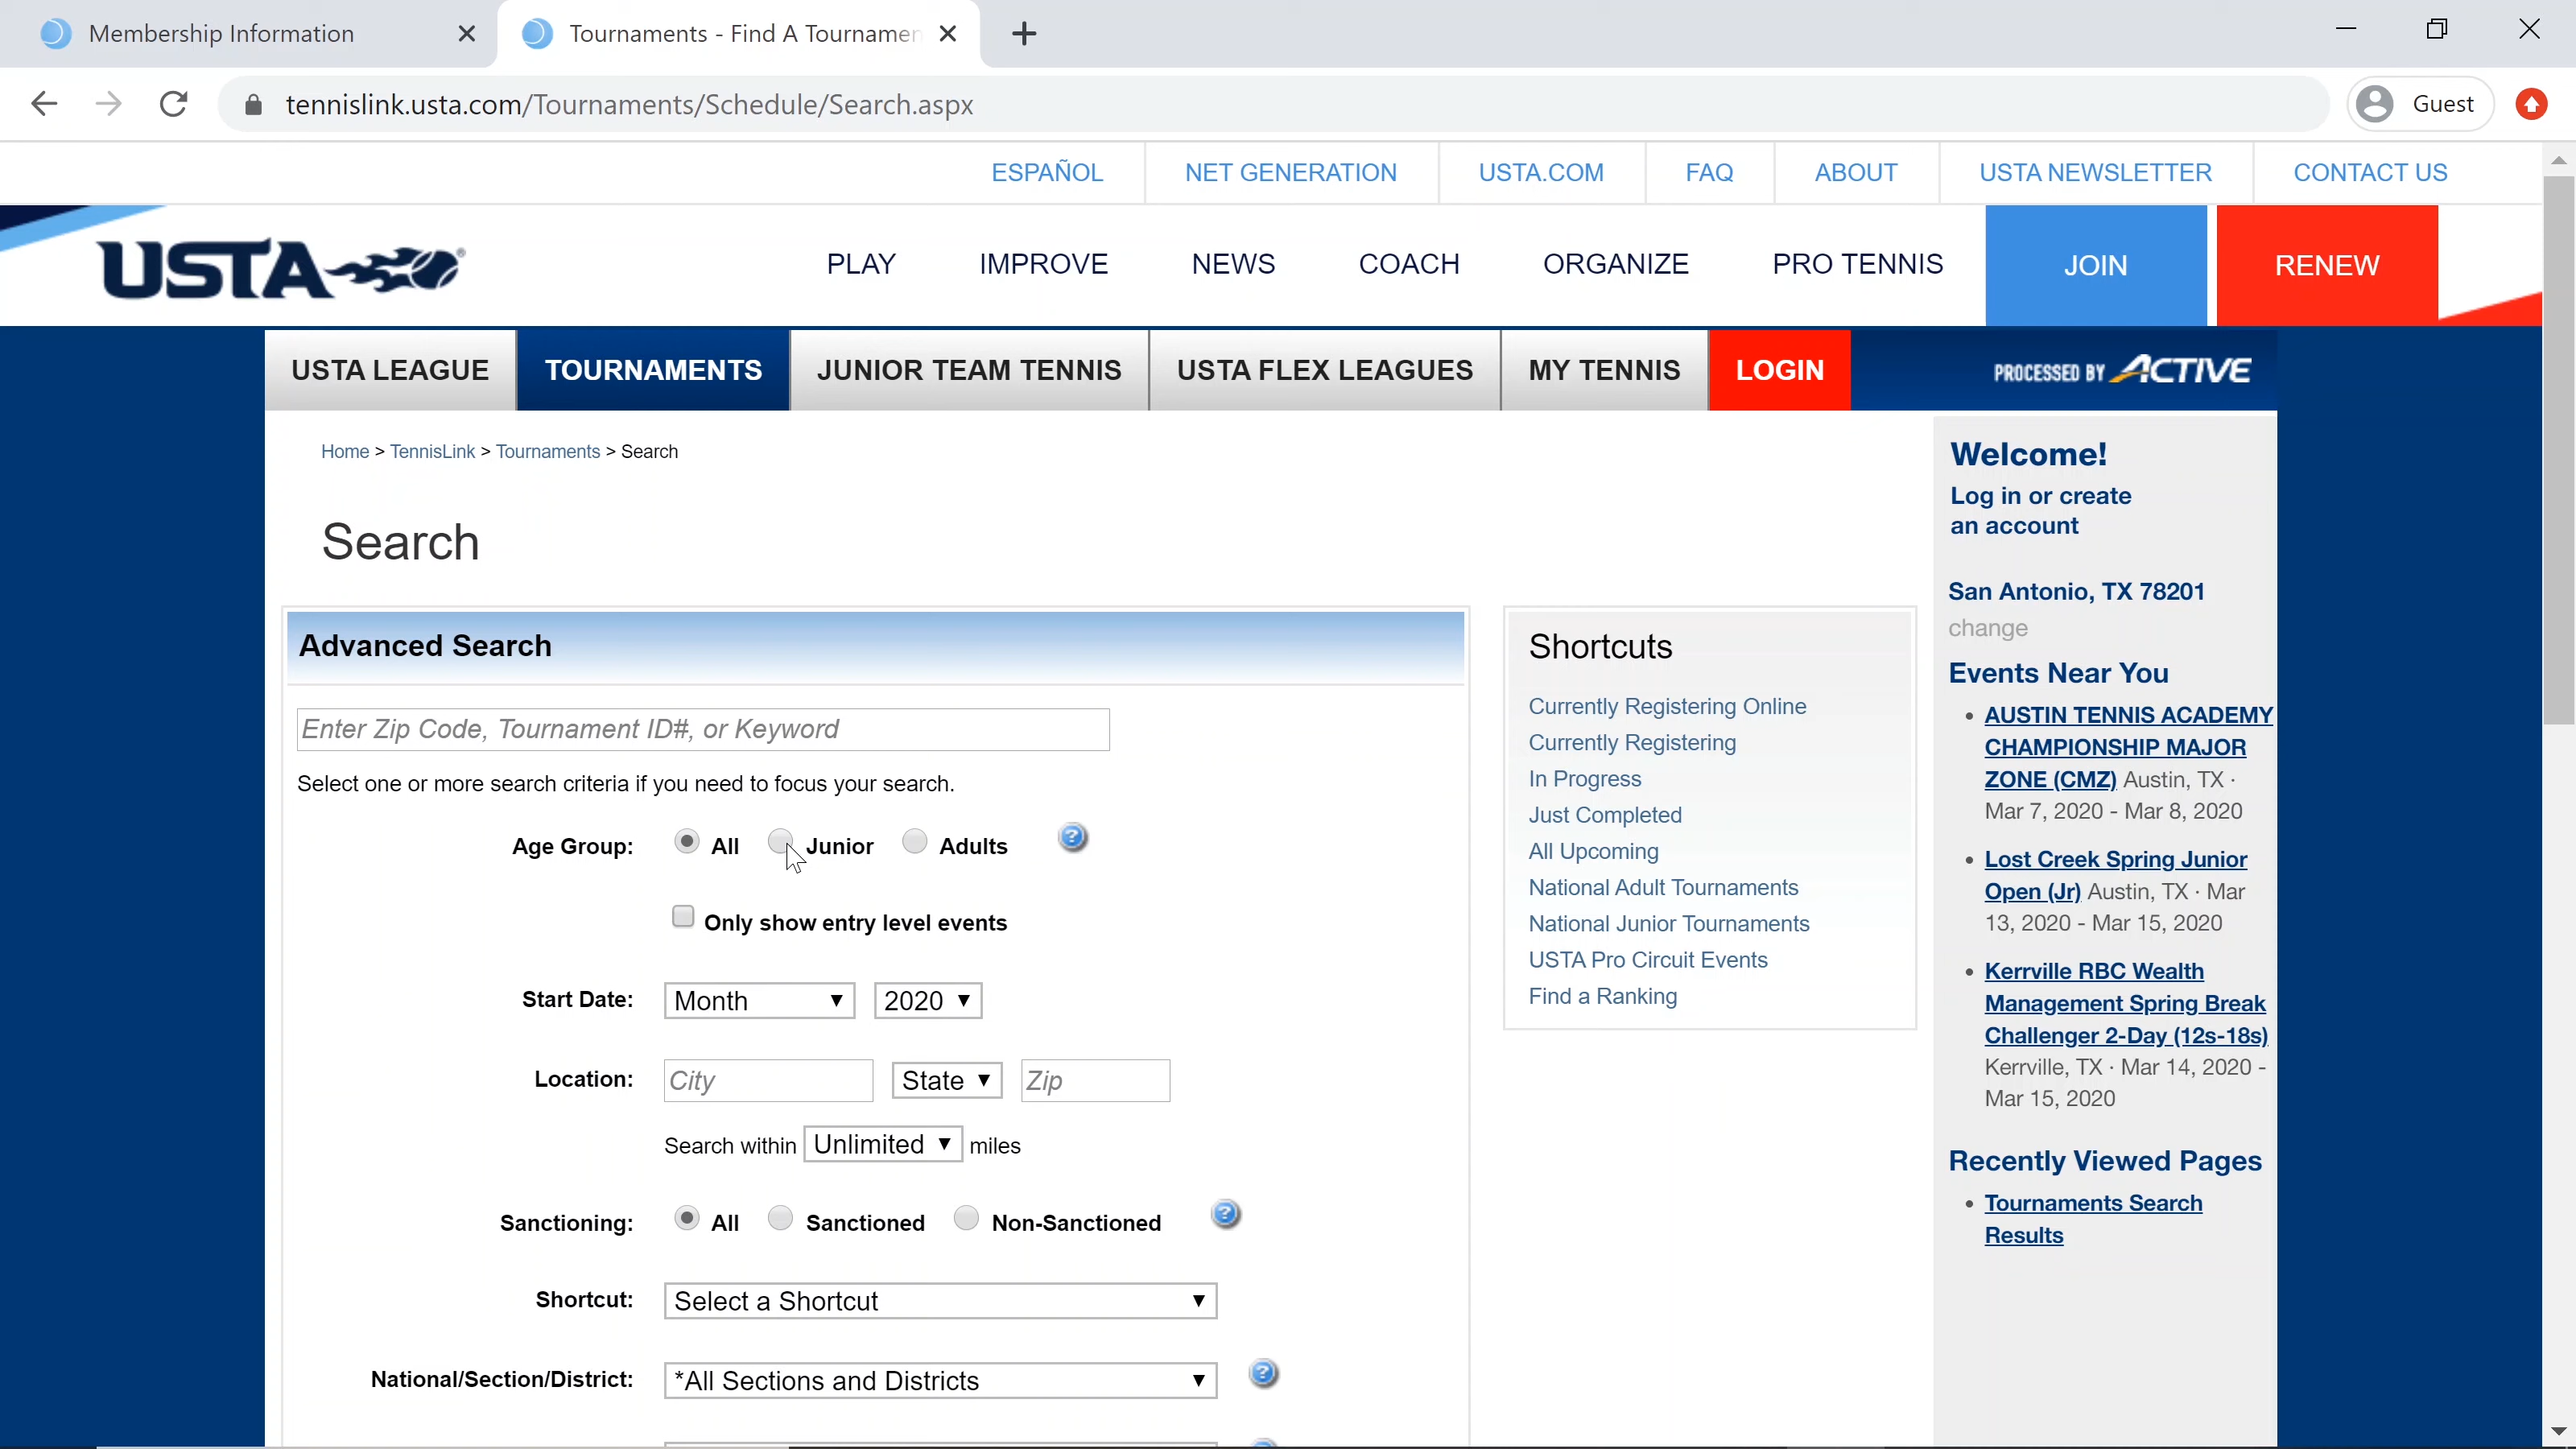 Membership Information
Tournaments - Find A Tournamen
tennislink.usta.com/Tournaments/Schedule/Search.aspx
Guest
ESPAÑOL
NET GENERATION
USTA.COM
FAQ
ABOUT
USTA NEWSLETTER
CONTACT US
USTA
PLAY
IMPROVE
NEWS
COACH
ORGANIZE
PRO TENNIS
JOIN
RENEW
USTA LEAGUE
TOURNAMENTS
JUNIOR TEAM TENNIS
USTA FLEX LEAGUES
MY TENNIS
LOGIN
PROCESSED BY ACTIVE
Home > TennisLink > Tournaments > Search
Search
Advanced Search
Enter Zip Code, Tournament ID#, or Keyword
Select one or more search criteria if you need to focus your search.
Age Group: All Junior Adults
Only show entry level events
Start Date: Month 2020
Location: City State Zip
Search within Unlimited miles
Sanctioning: All Sanctioned Non-Sanctioned
Shortcut: Select a Shortcut
National/Section/District: *All Sections and Districts
Shortcuts
Currently Registering Online
Currently Registering
In Progress
Just Completed
All Upcoming
National Adult Tournaments
National Junior Tournaments
USTA Pro Circuit Events
Find a Ranking
Welcome!
Log in or create
an account
San Antonio, TX 78201
change
Events Near You
• AUSTIN TENNIS ACADEMY
CHAMPIONSHIP MAJOR
ZONE (CMZ) Austin, TX ·
Mar 7, 2020 - Mar 8, 2020
• Lost Creek Spring Junior
Open (Jr) Austin, TX · Mar
13, 2020 - Mar 15, 2020
• Kerrville RBC Wealth
Management Spring Break
Challenger 2-Day (12s-18s)
Kerrville, TX · Mar 14, 2020 -
Mar 15, 2020
Recently Viewed Pages
• Tournaments Search
Results